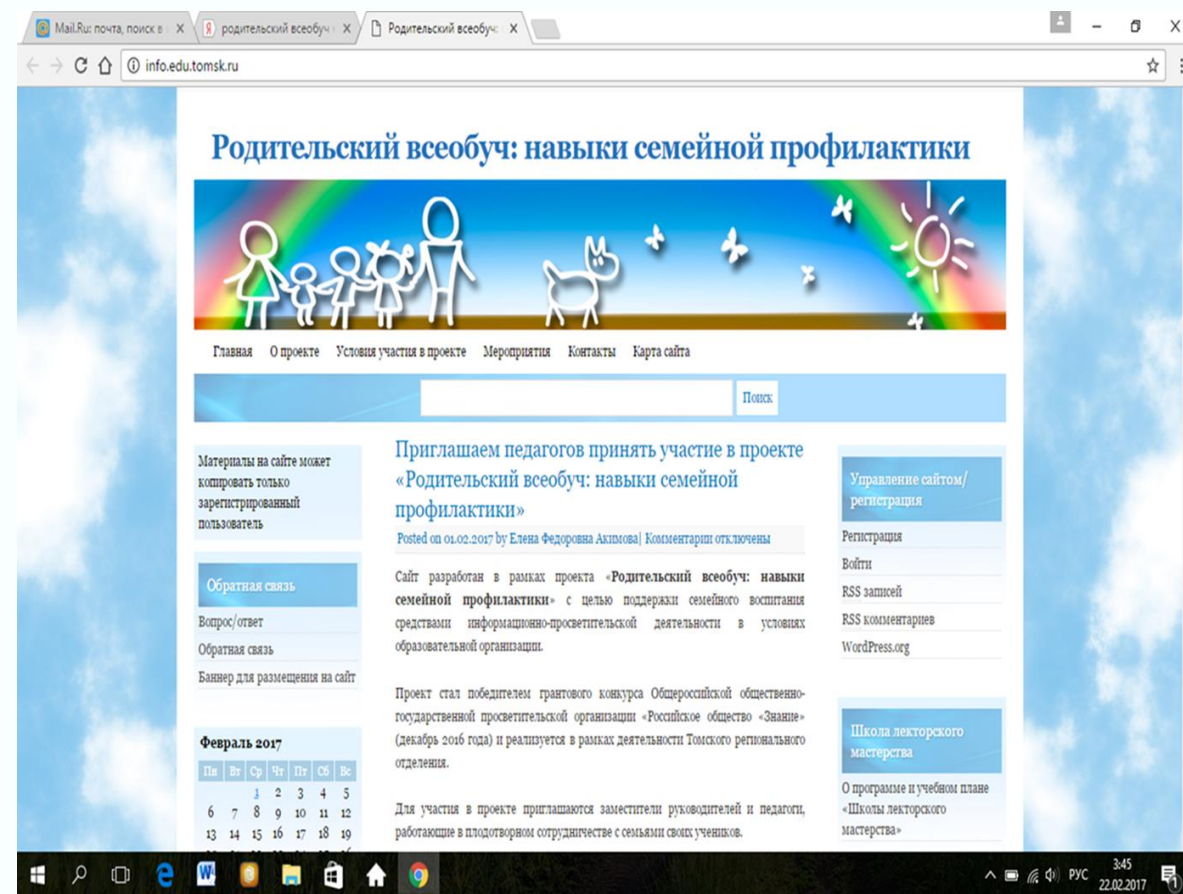 Mail.Ru: почта, поиск в
родительский всеобуч
Родительский всеобуч:
info.edu.tomsk.ru
Родительский всеобуч: навыки семейной профилактики
Главная О проекте Условия участия в проекте Мероприятия Контакты Карта сайта
Поиск
Материалы на сайте может
копировать только
зарегистрированный
пользователь
Обратная связь
Вопрос/ответ
Обратная связь
Баннер для размещения на сайт
Февраль 2017
Пн Вт Ср Чт Пт Сб Вс
1 2 3 4 5
6 7 8 9 10 11 12
13 14 15 16 17 18 19
Приглашаем педагогов принять участие в проекте
«Родительский всеобуч: навыки семейной
профилактики»
Posted on 01.02.2017 by Елена Федоровна Акимова| Комментарии отключены
Сайт разработан в рамках проекта «Родительский всеобуч: навыки
семейной профилактики» с целью поддержки семейного воспитания
средствами информационно-просветительской деятельности в условиях
образовательной организации.
Проект стал победителем грантового конкурса Общероссийской общественно-
государственной просветительской организации «Российское общество «Знание»
(декабрь 2016 года) и реализуется в рамках деятельности Томского регионального
отделения.
Для участия в проекте приглашаются заместители руководителей и педагоги,
работающие в плодотворном сотрудничестве с семьями своих учеников.
Управление сайтом/
регистрация
Регистрация
Войти
RSS записей
RSS комментариев
WordPress.org
Школа лекторского
мастерства
О программе и учебном плане
«Школы лекторского
мастерства»
РУС
3:45
22.02.2017